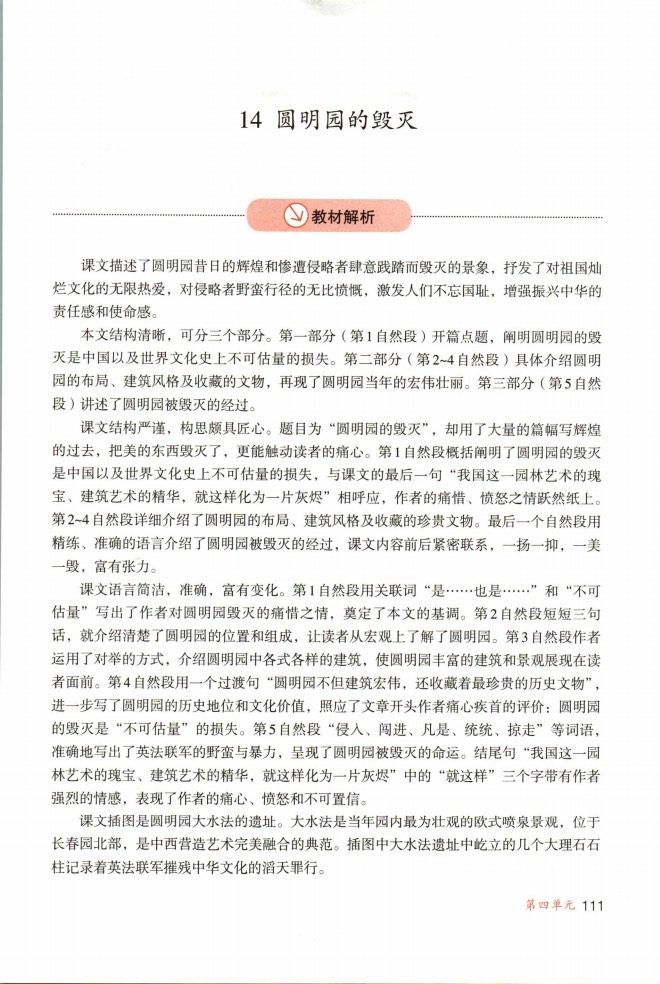 14 圆明园的毁灭
教材解析
课文描述了圆明园昔日的辉煌和惨遭侵略者肆意践踏而毁灭的景象，抒发了对祖国灿
烂文化的无限热爱，对侵略者野蛮行径的无比愤慨，激发人们不忘国耻，增强振兴中华的
责任感和使命感。
本文结构清晰，可分三个部分。第一部分（第1自然段）开篇点题，阐明圆明园的毁
灭是中国以及世界文化史上不可估量的损失。第二部分（第2~4自然段）具体介绍圆明
园的布局、建筑风格及收藏的文物，再现了圆明园当年的宏伟壮丽。第三部分（第5自然
段）讲述了圆明园被毁灭的经过。
课文结构严谨，构思颇具匠心。题目为“圆明园的毁灭”，却用了大量的篇幅写辉煌
的过去，把美的东西毁灭了，更能触动读者的痛心。第1自然段概括阐明了圆明园的毁灭
是中国以及世界文化史上不可估量的损失，与课文的最后一句“我国这一园林艺术的瑰
宝、建筑艺术的精华，就这样化为一片灰烬”相呼应，作者的痛惜、愤怒之情跃然纸上。
第2~4自然段详细介绍了圆明园的布局、建筑风格及收藏的珍贵文物。最后一个自然段用
精练、准确的语言介绍了圆明园被毁灭的经过，课文内容前后紧密联系，一扬一抑，一美
一毁，富有张力。
课文语言简洁，准确，富有变化。第1自然段用关联词“是……也是……”和“不可
估量”写出了作者对圆明园毁灭的痛惜之情，奠定了本文的基调。第2自然段短短三句
话，就介绍清楚了圆明园的位置和组成，让读者从宏观上了解了圆明园。第3自然段作者
运用了对举的方式，介绍圆明园中各式各样的建筑，使圆明园丰富的建筑和景观展现在读
者面前。第4自然段用一个过渡句“圆明园不但建筑宏伟，还收藏着最珍贵的历史文物”，
进一步写了圆明园的历史地位和文化价值，照应了文章开头作者痛心疾首的评价：圆明园
的毁灭是“不可估量”的损失。第5自然段“侵入、闯进、凡是、统统、掠走”等词语，
准确地写出了英法联军的野蛮与暴力，呈现了圆明园被毁灭的命运。结尾句“我国这一园
林艺术的瑰宝、建筑艺术的精华，就这样化为一片灰烬”中的“就这样”三个字带有作者
强烈的情感，表现了作者的痛心、愤怒和不可置信。
课文插图是圆明园大水法的遗址。大水法是当年园内最为壮观的欧式喷泉景观，位于
长春园北部，是中西营造艺术完美融合的典范。插图中大水法遗址中屹立的几个大理石石
柱记录着英法联军摧残中华文化的滔天罪行。
第四单元 111